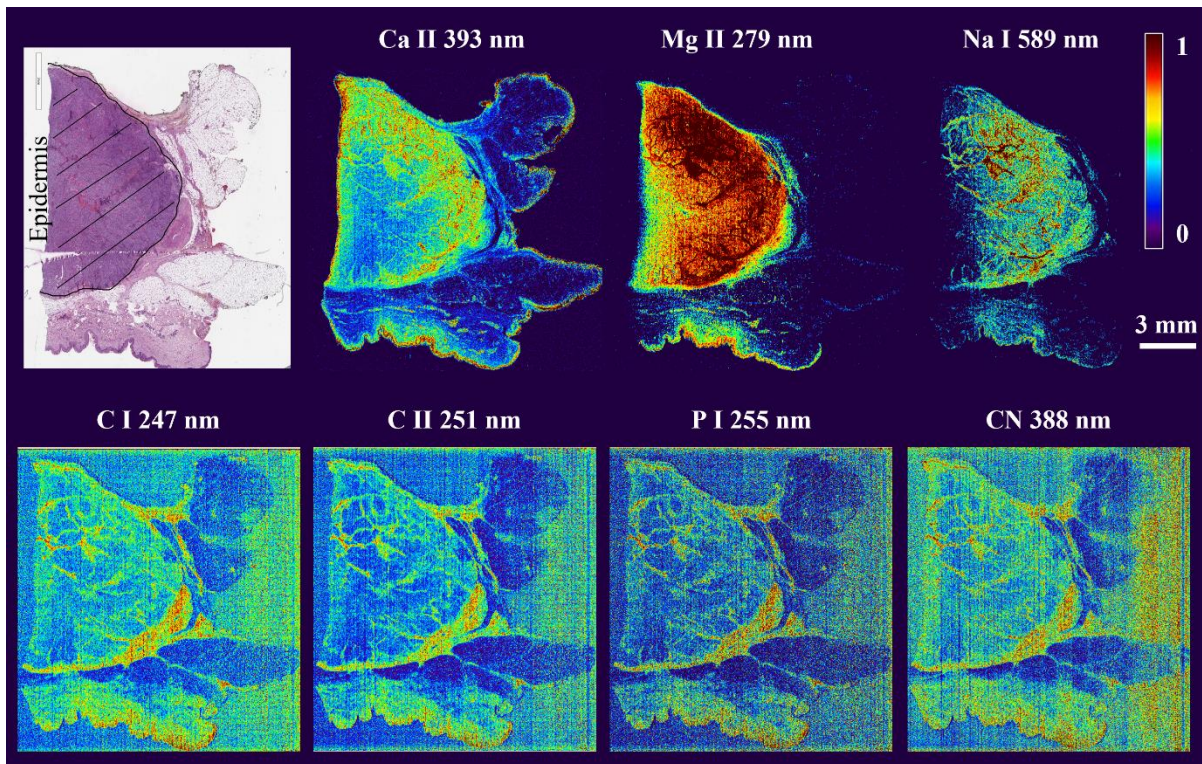 Ca II 393 nm
Mg II 279 nm
Na I 589 nm
1
0
3 mm
Epidermis
C I 247 nm
C II 251 nm
P I 255 nm
CN 388 nm